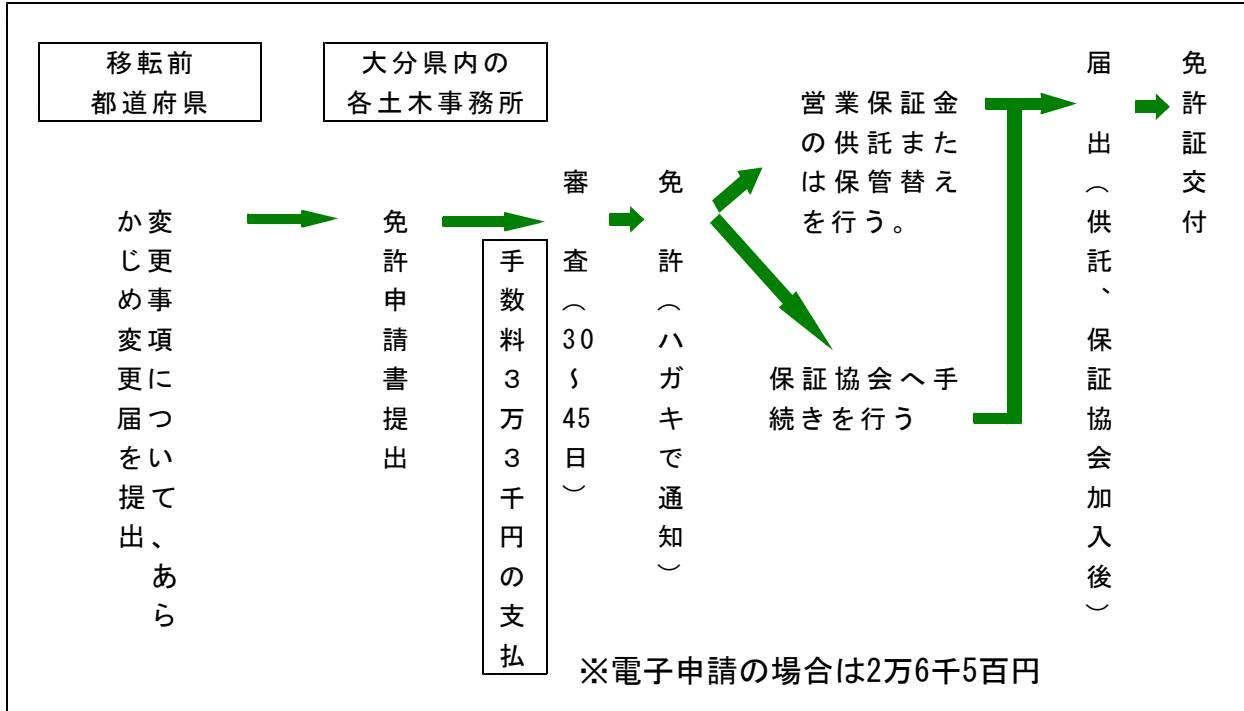 移転前
都道府県
大分県内の
各土木事務所
変更事項について、あら
かじめ変更届を提出
免許申請書提出
手数料3万3千円の支払
審　査（30～45日）
免　許（ハガキで通知）
営業保証金
の供託また
は保管替え
を行う。
保証協会へ手
続きを行う
届　出（供託、保証協会加入後）
免許証交付
※電子申請の場合は2万6千5百円